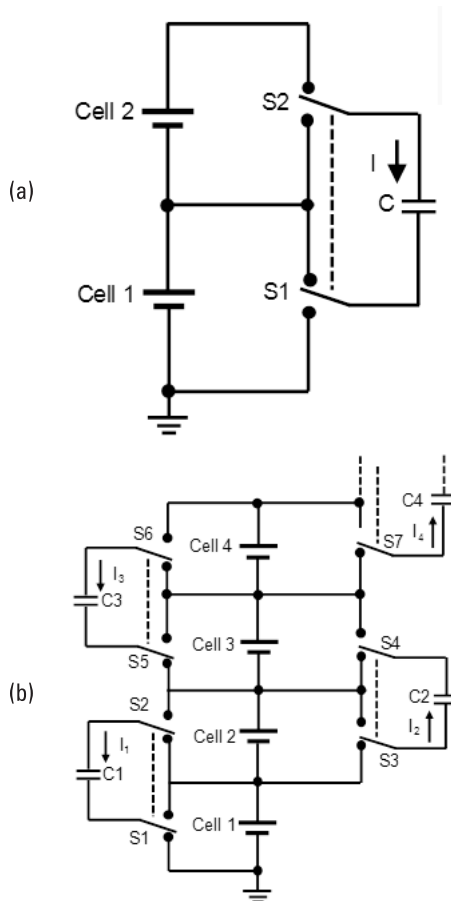 Cell 2
S2
I
(a)
C
Cell 1
S1
C4
S6
Cell 4
S7
I4
I3
C3
Cell 3
S4
S5
S2
C2
(b)
Cell 2
I2
I1
C1
S3
S1
Cell 1